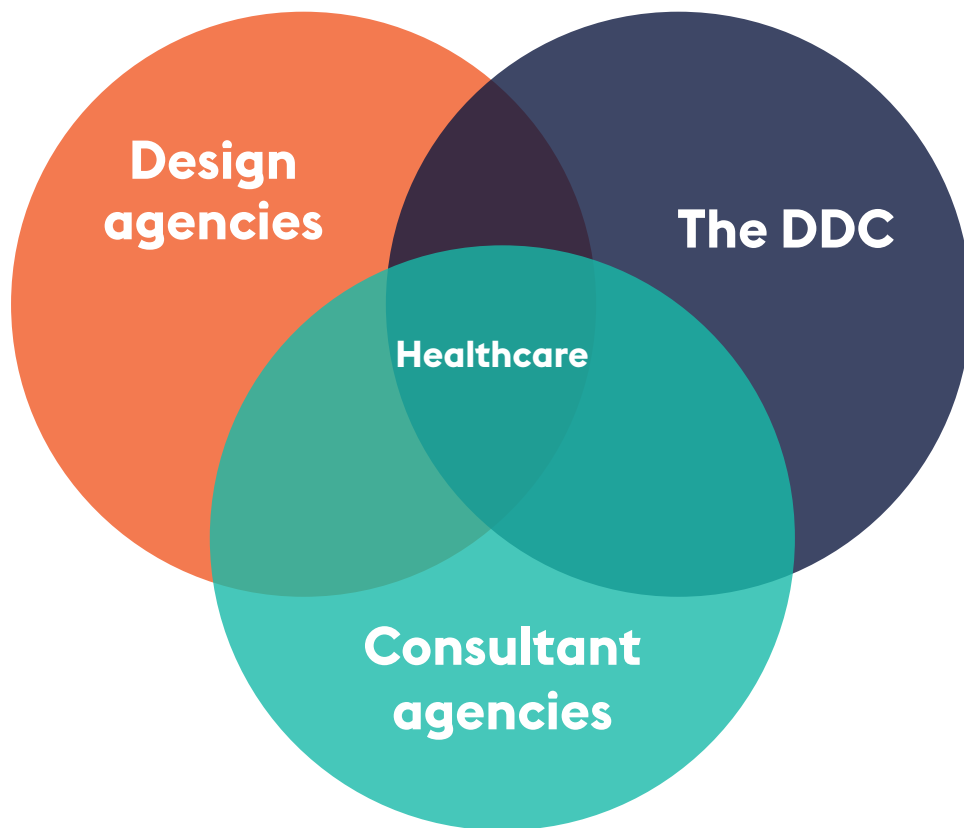 Design
agencies
The DDC
Healthcare
Consultant
agencies